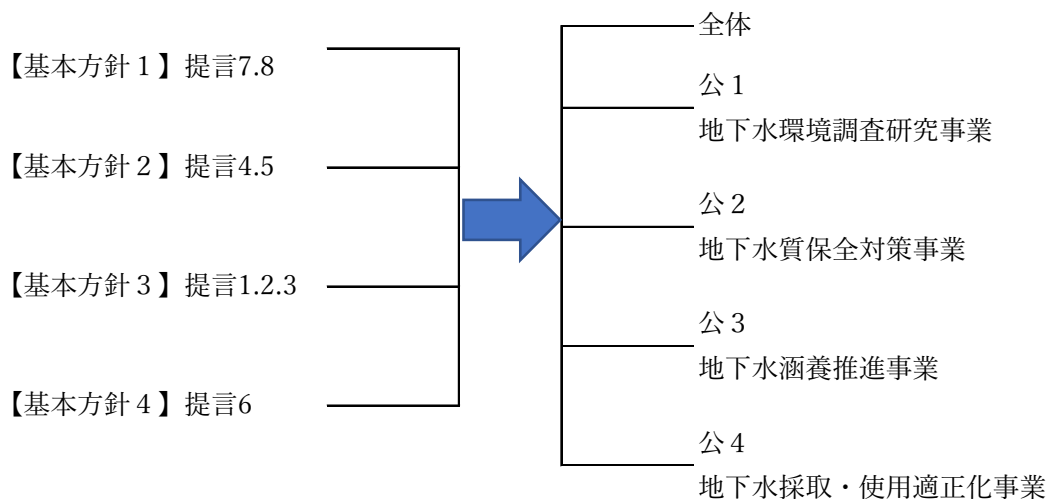 【基本方針１】提言7.8
【基本方針２】提言4.5
【基本方針３】提言1.2.3
【基本方針４】提言6
全体
公１
地下水環境調査研究事業
公２
地下水質保全対策事業
公３
地下水涵養推進事業
公４
地下水採取・使用適正化事業